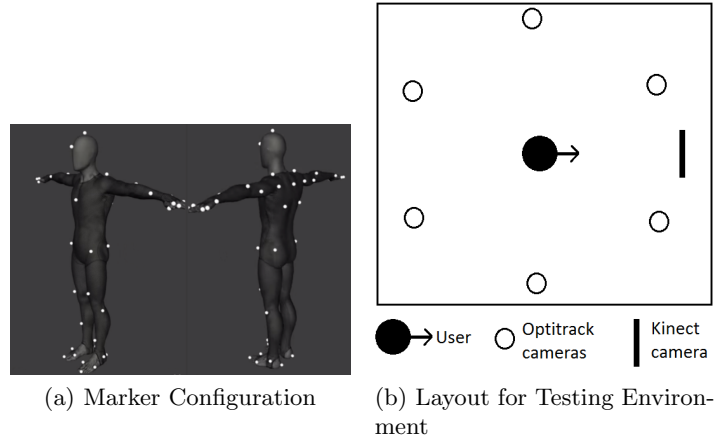 User
Optitrack
cameras
Kinect
camera
(a) Marker Configuration
(b) Layout for Testing Environ-
ment